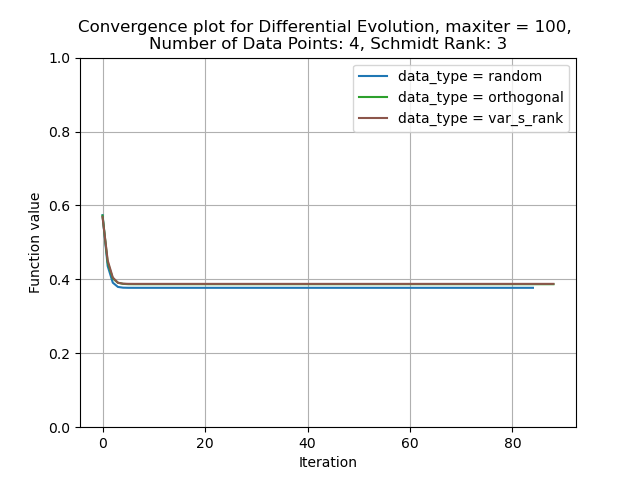 Convergence plot for Differential Evolution, maxiter = 100,
Number of Data Points: 4, Schmidt Rank: 3
1.0
0.8
0.6
0.4
0.2
0.0
Function value
data_type = random
data_type = orthogonal
data_type = var_s_rank
0 20 40 60 80
Iteration